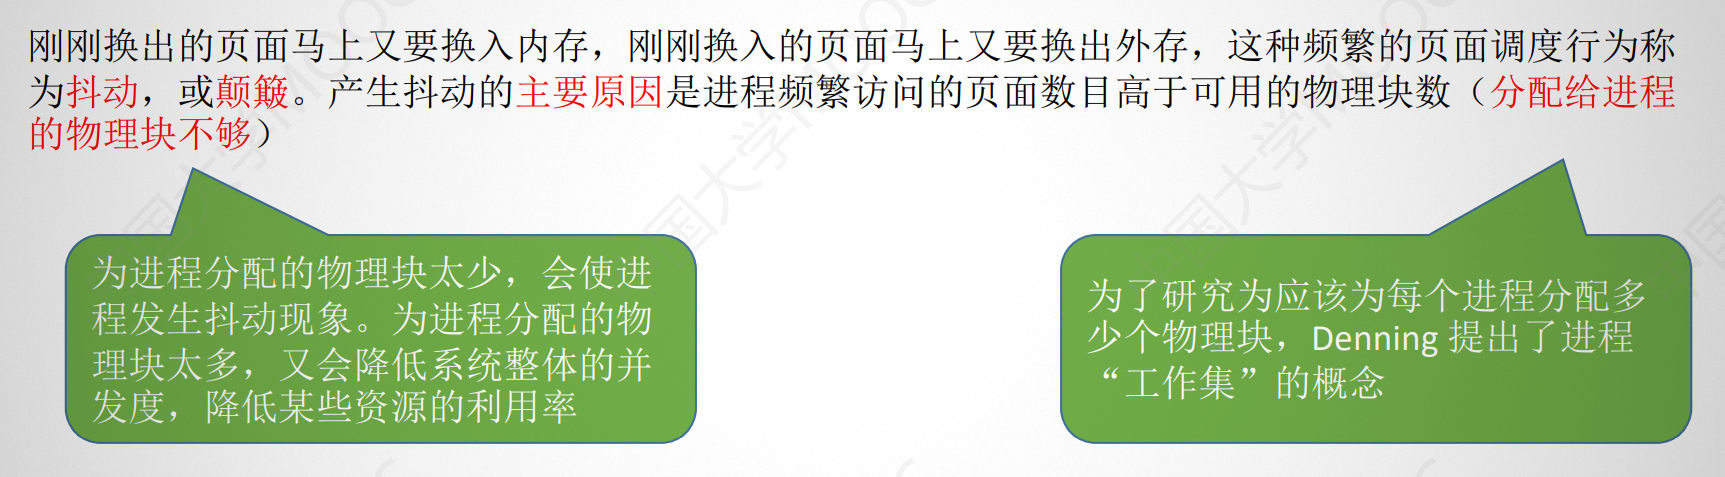 刚刚换出的页面马上又要换入内存，刚刚换入的页面马上又要换出外存，这种频繁的页面调度行为称
为抖动，或颠簸。产生抖动的主要原因是进程频繁访问的页面数目高于可用的物理块数（分配给进程
的物理块不够）
为进程分配的物理块太少，会使进
程发生抖动现象。为进程分配的物
理块太多，又会降低系统整体的并
发度，降低某些资源的利用率
为了研究为应该为每个进程分配多
少个物理块，Denning 提出了进程
“工作集”的概念